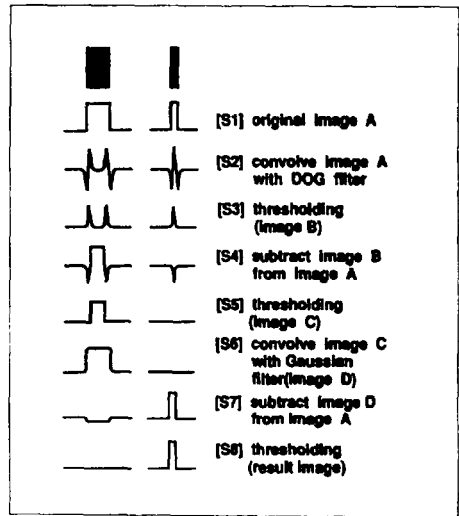 [S1] original image A
[S2] convolve image A
with DOG filter
[S3] thresholding
(image B)
[S4] subtract image B
from image A
[S5] thresholding
(image C)
[S6] convolve image C
with Gaussian
filter(image D)
[S7] subtract image D
from image A
[S8] thresholding
(result image)